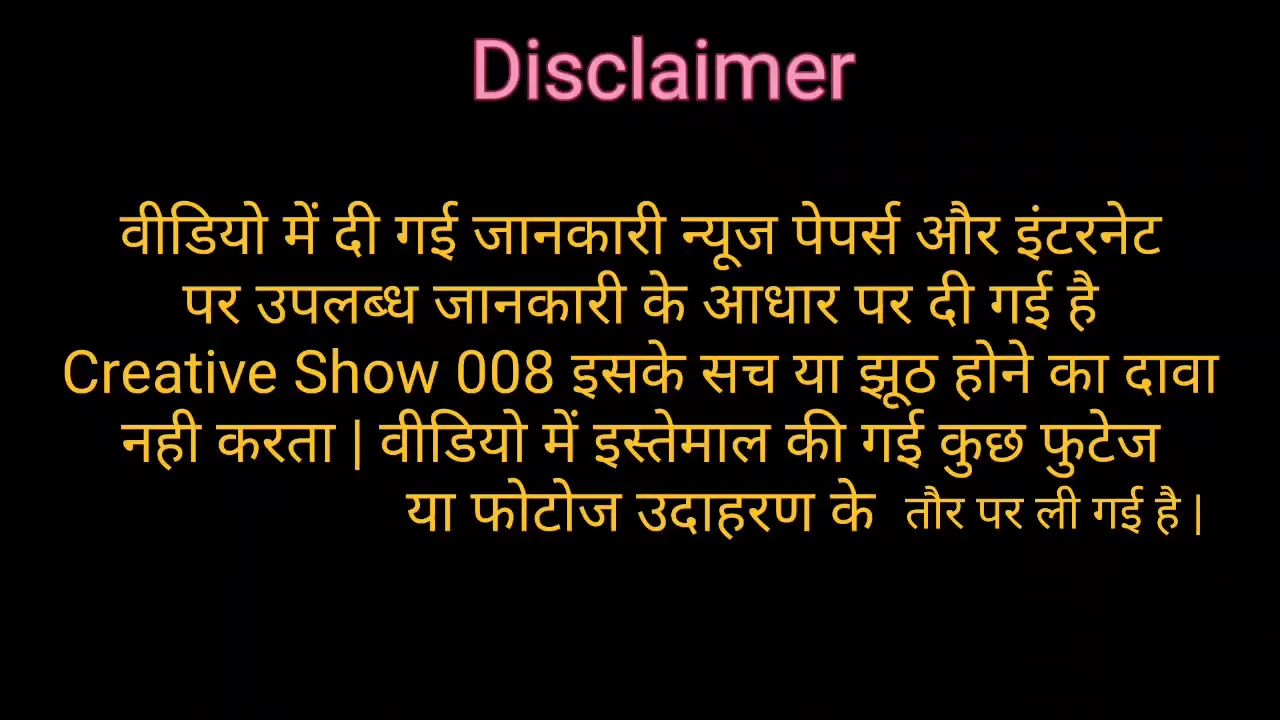 Disclaimer
वीडियो में दी गई जानकारी न्यूज पेपर्स और इंटरनेट
पर उपलब्ध जानकारी के आधार पर दी गई है
Creative Show 008 इसके सच या झूठ होने का दावा
नही करता | वीडियो में इस्तेमाल की गई कुछ फुटेज
या फोटोज उदाहरण के तौर पर ली गई है |